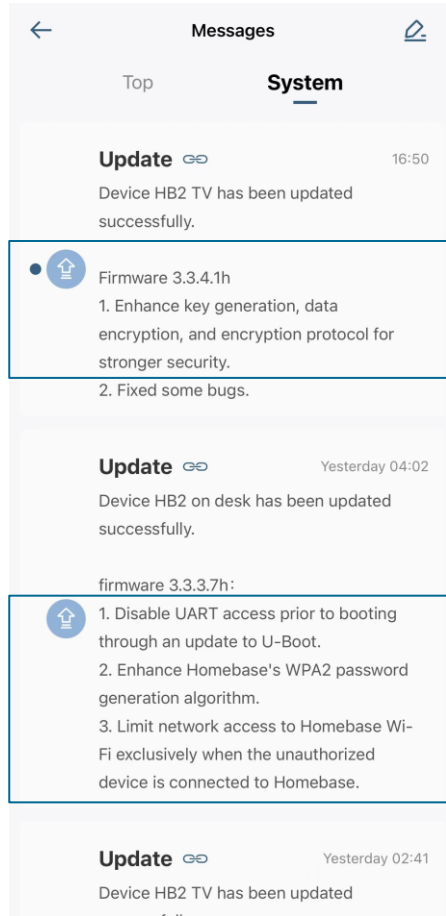 Messages
Top
System
Update
16:50
Device HB2 TV has been updated
successfully.
Firmware 3.3.4.1h
1. Enhance key generation, data
encryption, and encryption protocol for
stronger security.
2. Fixed some bugs.
Update
Yesterday 04:02
Device HB2 on desk has been updated
successfully.
firmware 3.3.3.7h:
1. Disable UART access prior to booting
through an update to U-Boot.
2. Enhance Homebase's WPA2 password
generation algorithm.
3. Limit network access to Homebase Wi-
Fi exclusively when the unauthorized
device is connected to Homebase.
Update
Yesterday 02:41
Device HB2 TV has been updated